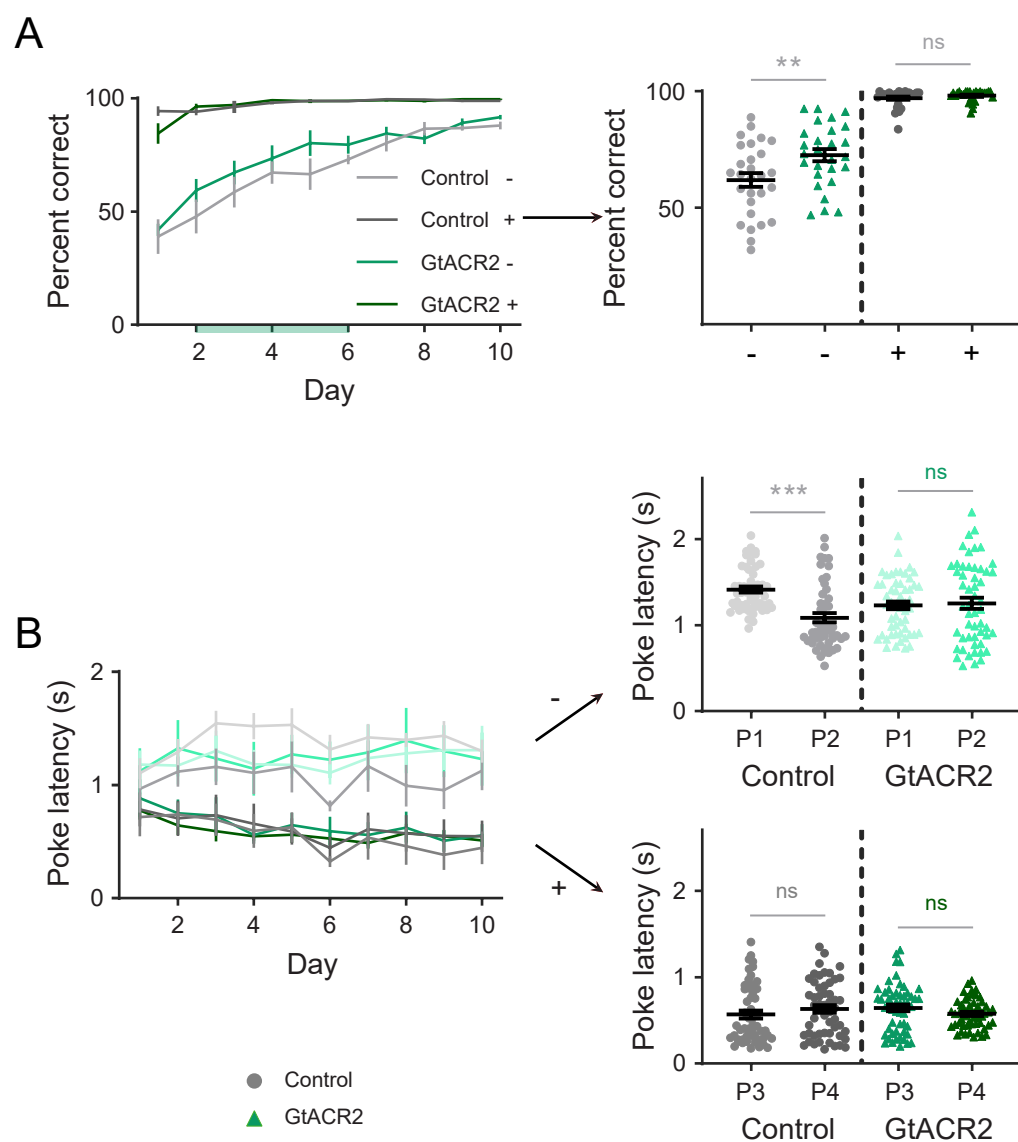 A
Percent correct
100
50
0
2
4
6
8
10
Day
Control -
Control +
GtACR2 -
GtACR2 +
Percent correct
100
50
**
ns
- - + +
B
Poke latency (s)
2
1
0
2
4
6
8
10
Day
-
+
Poke latency (s)
2
1
0
***
ns
P1 P2 P1 P2
Control GtACR2
Poke latency (s)
2
1
0
ns
ns
P3 P4 P3 P4
Control GtACR2
Control
GtACR2